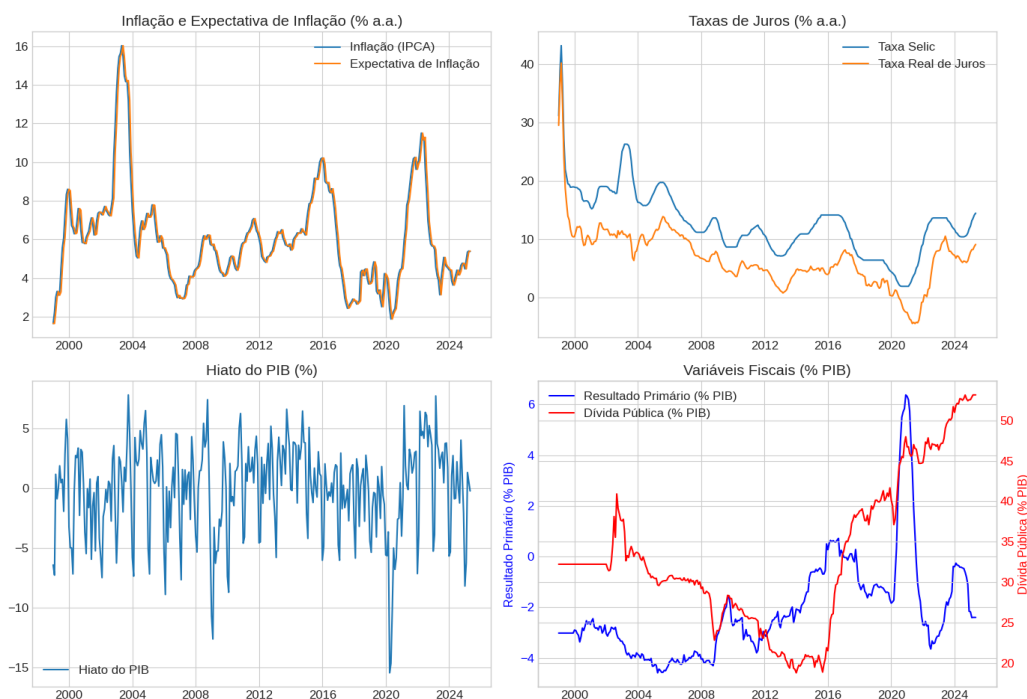 Inflação e Expectativa de Inflação (% a.a.)
16
14
12
10
8
6
4
2
Inflação (IPCA)
Expectativa de Inflação
2000 2004 2008 2012 2016 2020 2024
Taxas de Juros (% a.a.)
40
30
20
10
0
Taxa Selic
Taxa Real de Juros
2000 2004 2008 2012 2016 2020 2024
Hiato do PIB (%)
5
0
−5
−10
−15
Hiato do PIB
2000 2004 2008 2012 2016 2020 2024
Variáveis Fiscais (% PIB)
Resultado Primário (% PIB)
6
4
2
0
−2
−4
Resultado Primário (% PIB)
Dívida Pública (% PIB)
50
45
40
35
30
25
20
Dívida Pública (% PIB)
2000 2004 2008 2012 2016 2020 2024